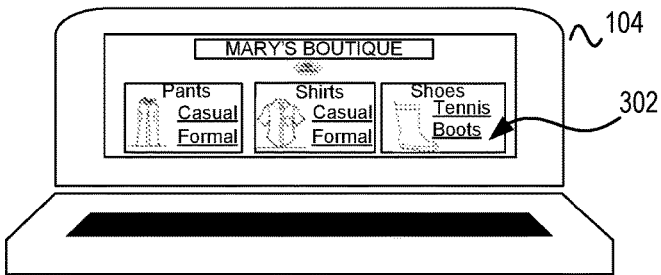 104
MARY'S BOUTIQUE
Pants
Casual
Formal
Shirts
Casual
Formal
Shoes
Tennis
Boots
302